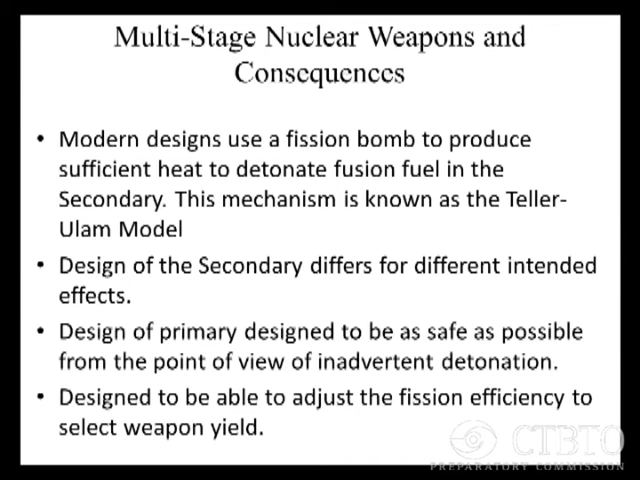 Multi-Stage Nuclear Weapons and
Consequences
• Modern designs use a fission bomb to produce
sufficient heat to detonate fusion fuel in the
Secondary. This mechanism is known as the Teller-
Ulam Model
• Design of the Secondary differs for different intended
effects.
• Design of primary designed to be as safe as possible
from the point of view of inadvertent detonation.
• Designed to be able to adjust the fission efficiency to
select weapon yield.
CTBTO
PREPARATORY COMMISSION